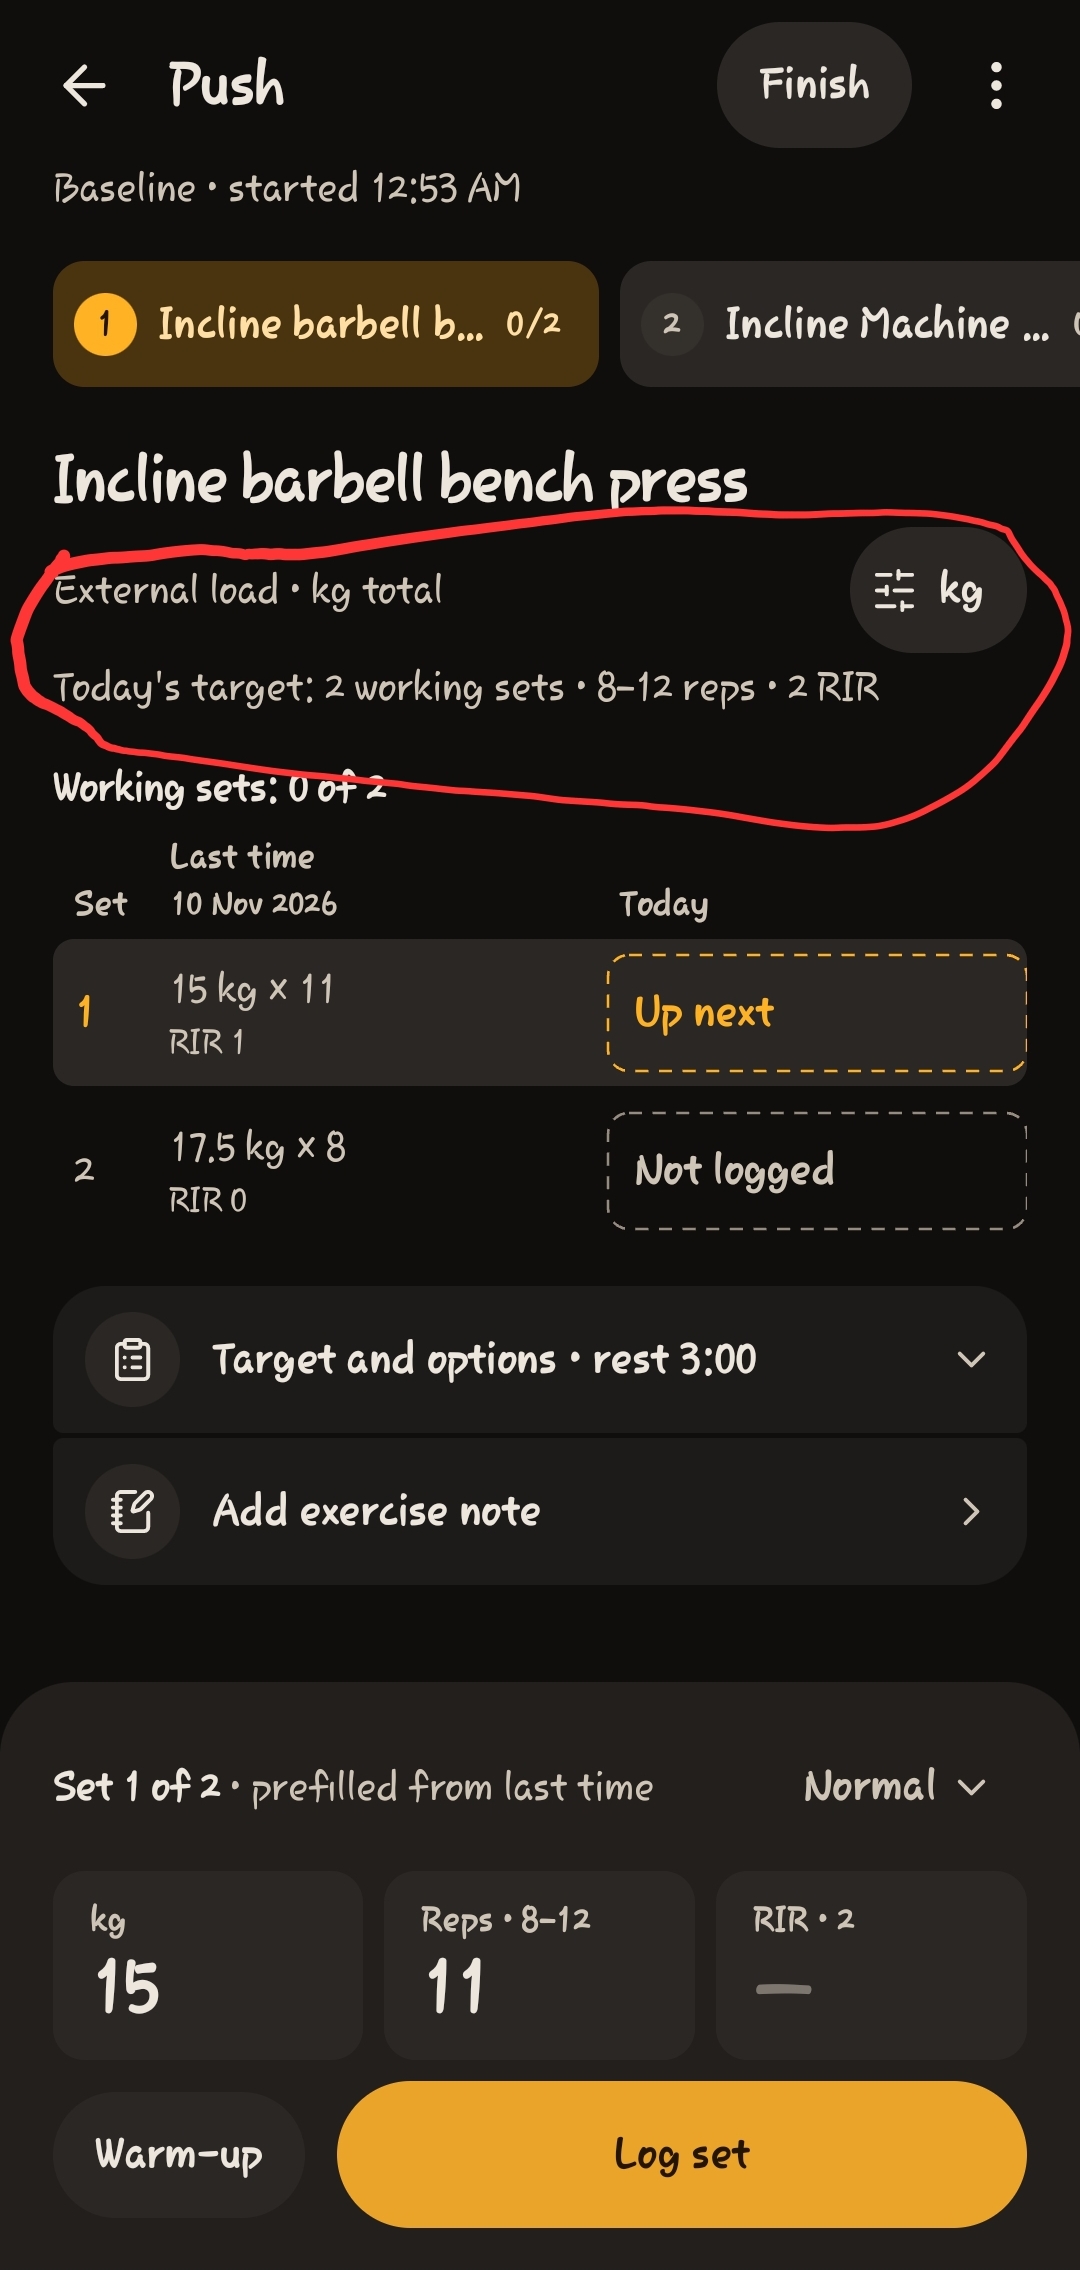 Push
Finish
Baseline • started 12:53 AM
1 Incline barbell b... 0/2
2 Incline Machine ...
Incline barbell bench press
External load • kg total
kg
Today's target: 2 working sets • 8–12 reps • 2 RIR
Working sets: 0 of 2
Last time
Set 10 Nov 2026 Today
1 15 kg × 11 Up next
RIR 1
2 17.5 kg × 8 Not logged
RIR 0
Target and options • rest 3:00
Add exercise note
Set 1 of 2 • prefilled from last time Normal
kg Reps • 8–12 RIR • 2
15 11 —
Warm-up Log set